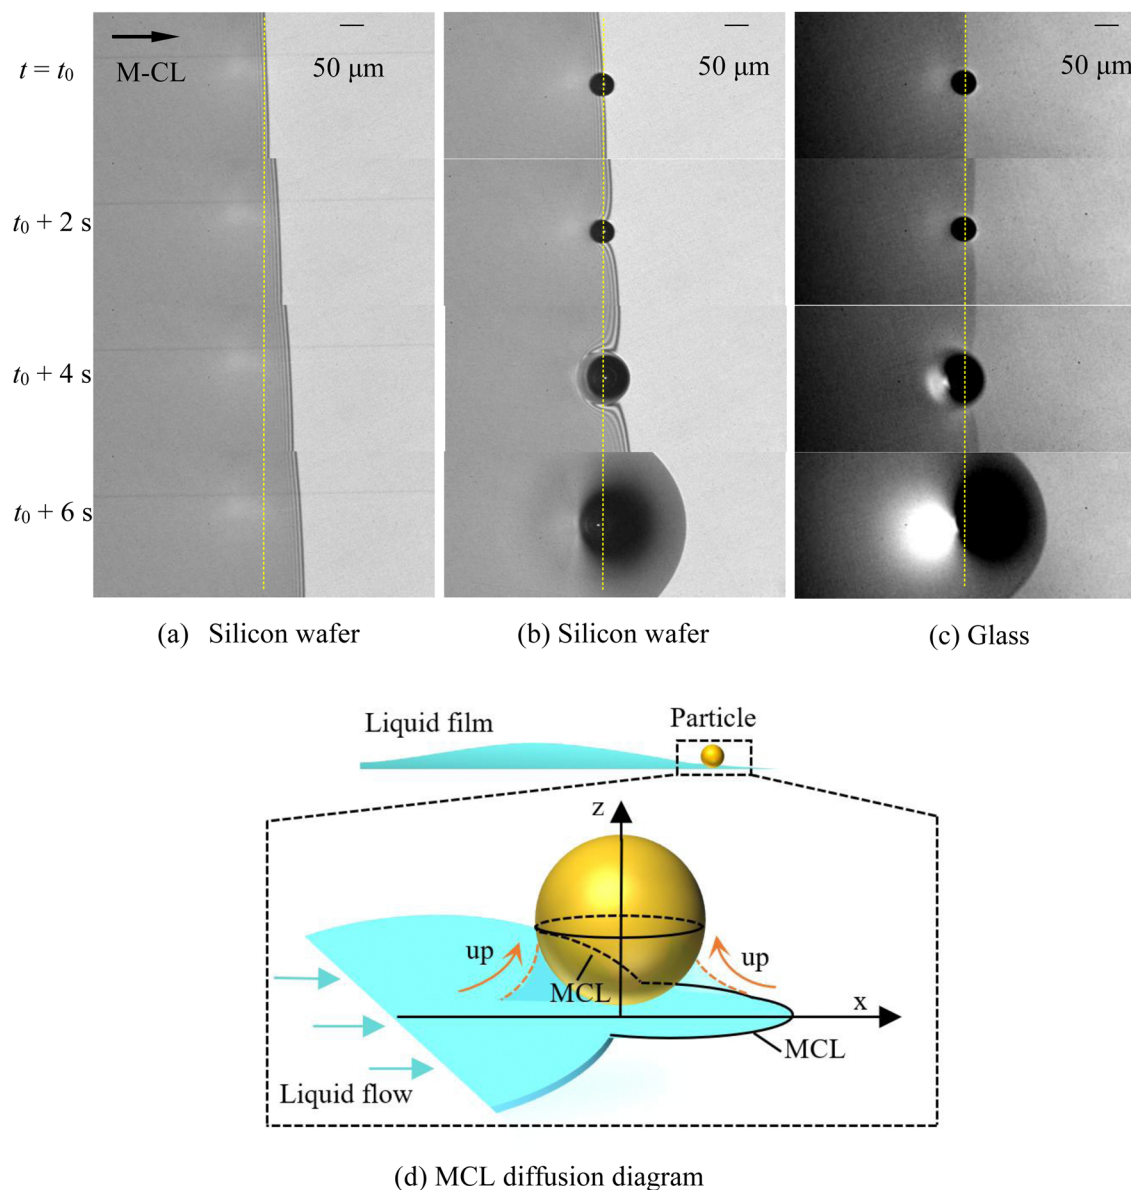 t = t0
M-CL
50 μm
50 μm
50 μm
t0 + 2 s
t0 + 4 s
t0 + 6 s
(a) Silicon wafer
(b) Silicon wafer
(c) Glass
Liquid film
Particle
z
up
up
MCL
x
MCL
Liquid flow
(d) MCL diffusion diagram